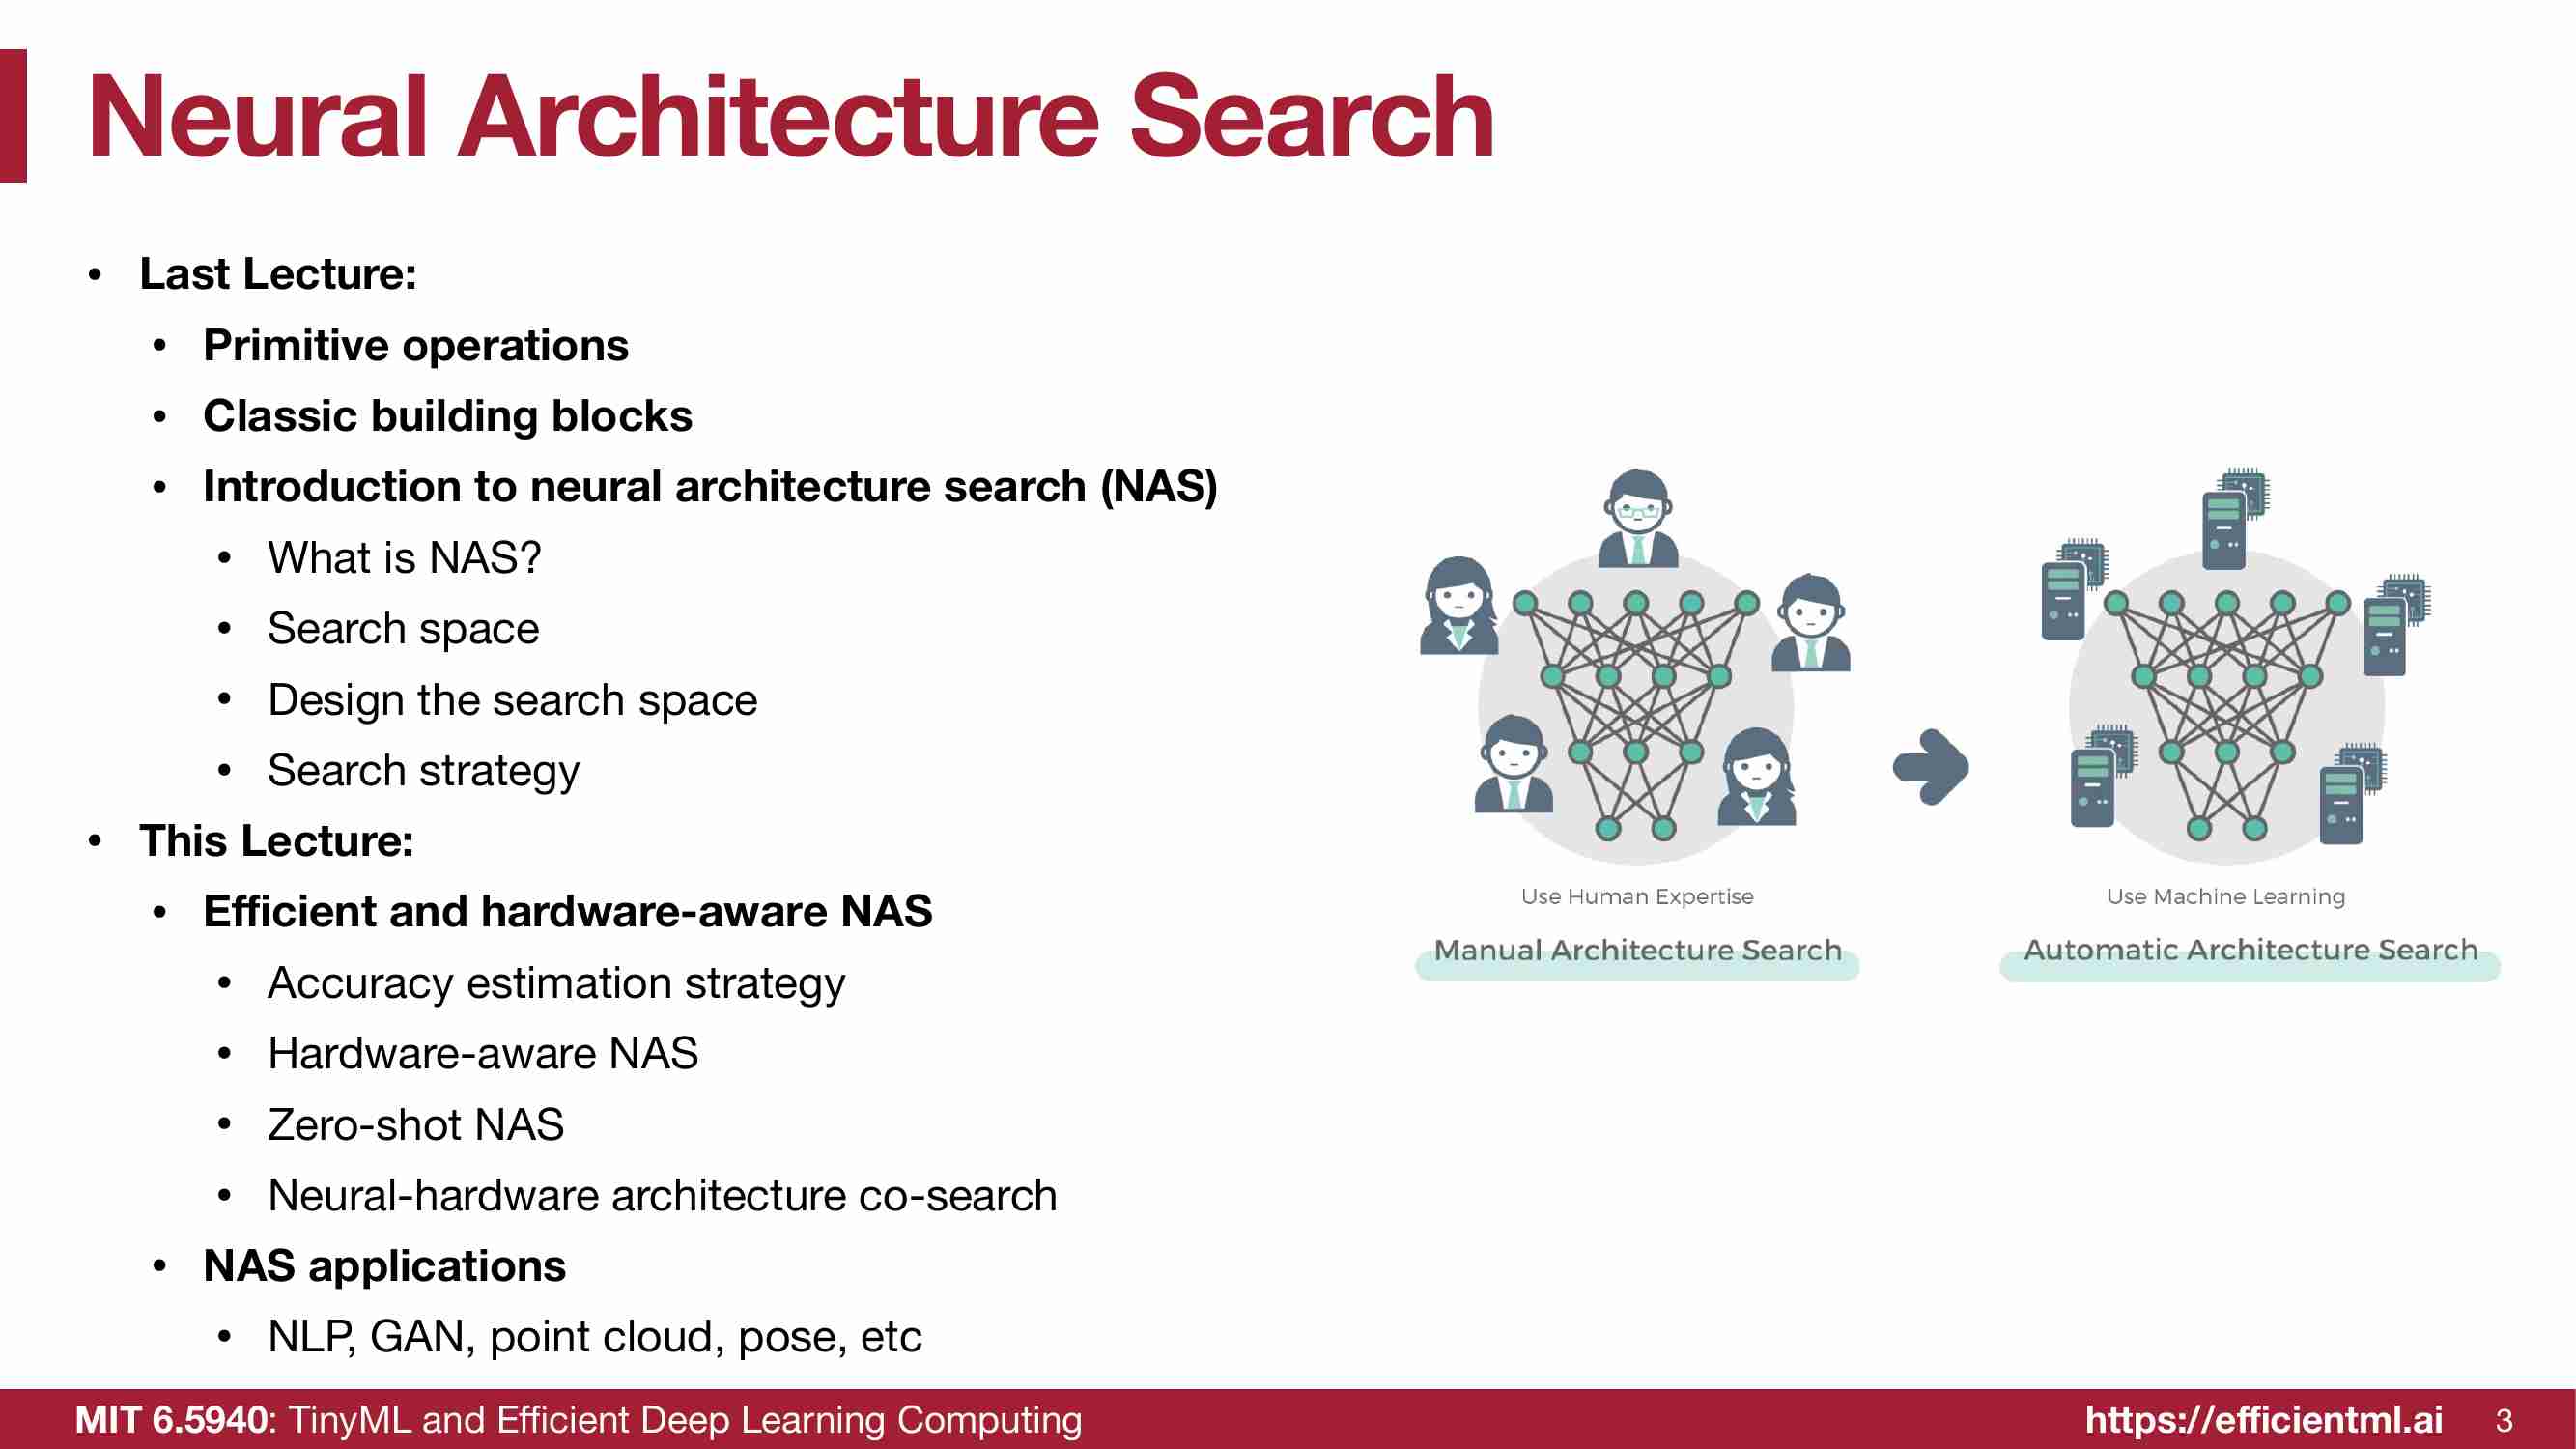 Neural Architecture Search
• Last Lecture:
• Primitive operations
• Classic building blocks
• Introduction to neural architecture search (NAS)
• What is NAS?
• Search space
• Design the search space
• Search strategy
• This Lecture:
• Efficient and hardware-aware NAS
• Accuracy estimation strategy
• Hardware-aware NAS
• Zero-shot NAS
• Neural-hardware architecture co-search
• NAS applications
• NLP, GAN, point cloud, pose, etc
Use Human Expertise
Manual Architecture Search
Use Machine Learning
Automatic Architecture Search
MIT 6.5940: TinyML and Efficient Deep Learning Computing
https://efficientml.ai
3